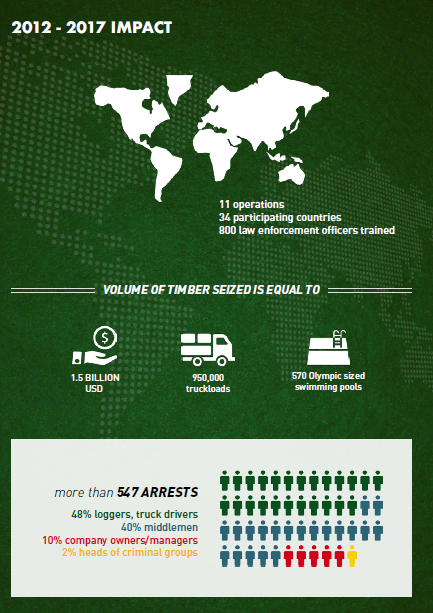 2012 - 2017 IMPACT
11 operations
34 participating countries
800 law enforcement officers trained
VOLUME OF TIMBER SEIZED IS EQUAL TO
$
1.5 BILLION
USD
950,000
truckloads
570 Olympic sized
swimming pools
more than 547 ARRESTS
48% loggers, truck drivers
40% middlemen
10% company owners/managers
2% heads of criminal groups